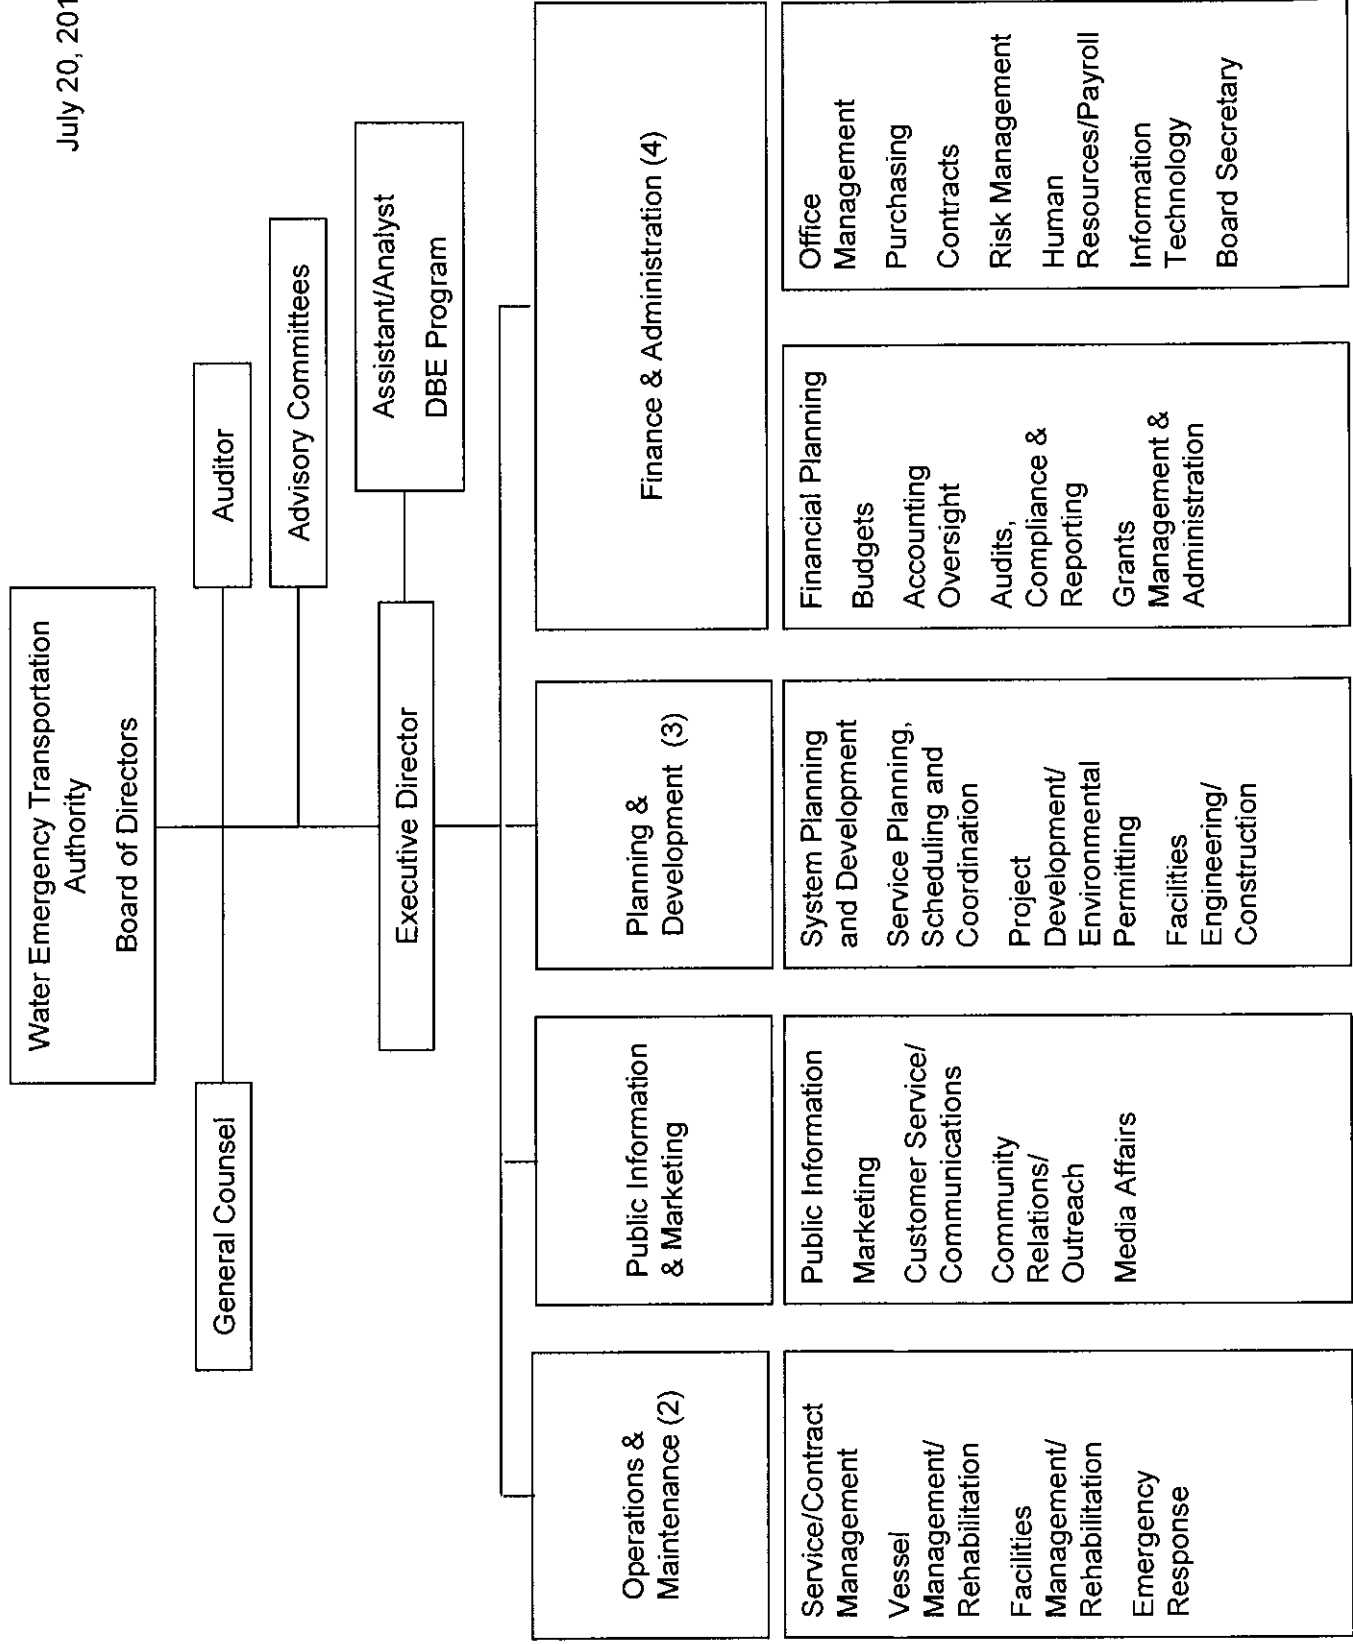 July 20, 201
Water Emergency Transportation
Authority
Board of Directors
General Counsel
Auditor
Advisory Committees
Executive Director
Assistant/Analyst
DBE Program
Operations &
Maintenance (2)
Public Information
& Marketing
Planning &
Development (3)
Finance & Administration (4)
Service/Contract
Management
Vessel
Management/
Rehabilitation
Facilities
Management/
Rehabilitation
Emergency
Response
Public Information
Marketing
Customer Service/
Communications
Community
Relations/
Outreach
Media Affairs
System Planning
and Development
Service Planning,
Scheduling and
Coordination
Project
Development/
Environmental
Permitting
Facilities
Engineering/
Construction
Financial Planning
Budgets
Accounting
Oversight
Audits,
Compliance &
Reporting
Grants
Management &
Administration
Office
Management
Purchasing
Contracts
Risk Management
Human
Resources/Payroll
Information
Technology
Board Secretary